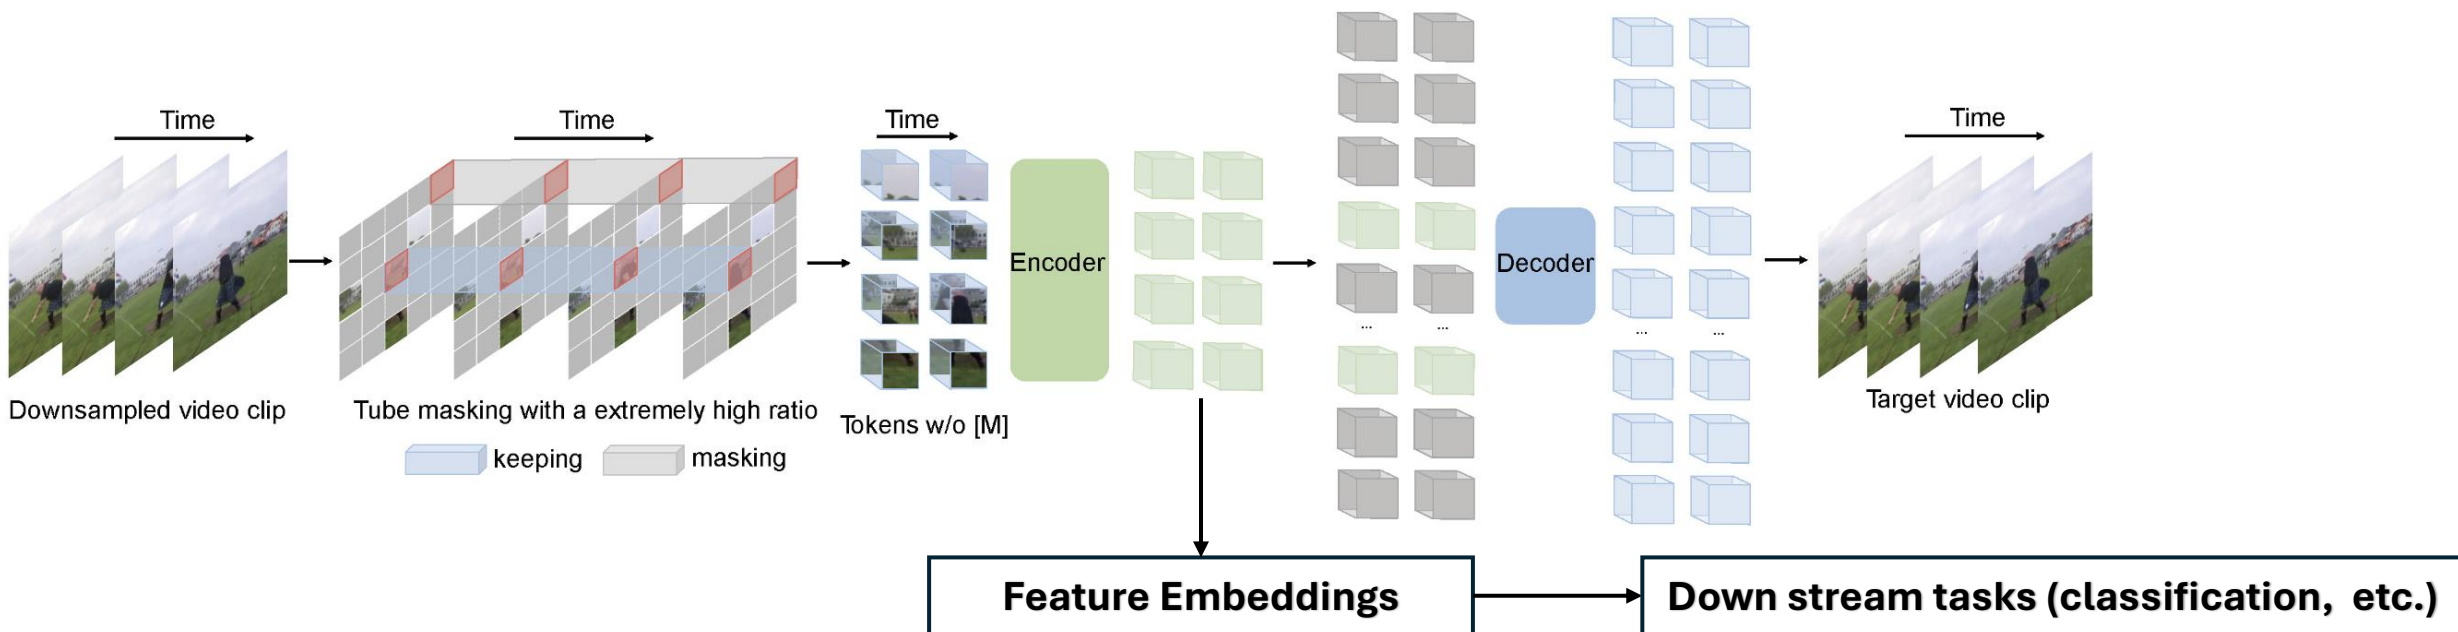 Time
Time
Time
Time
Encoder
Decoder
...
...
...
...
Downsampled video clip
Tube masking with a extremely high ratio
Tokens w/o [M]
Target video clip
keeping
masking
Feature Embeddings
Down stream tasks (classification, etc.)